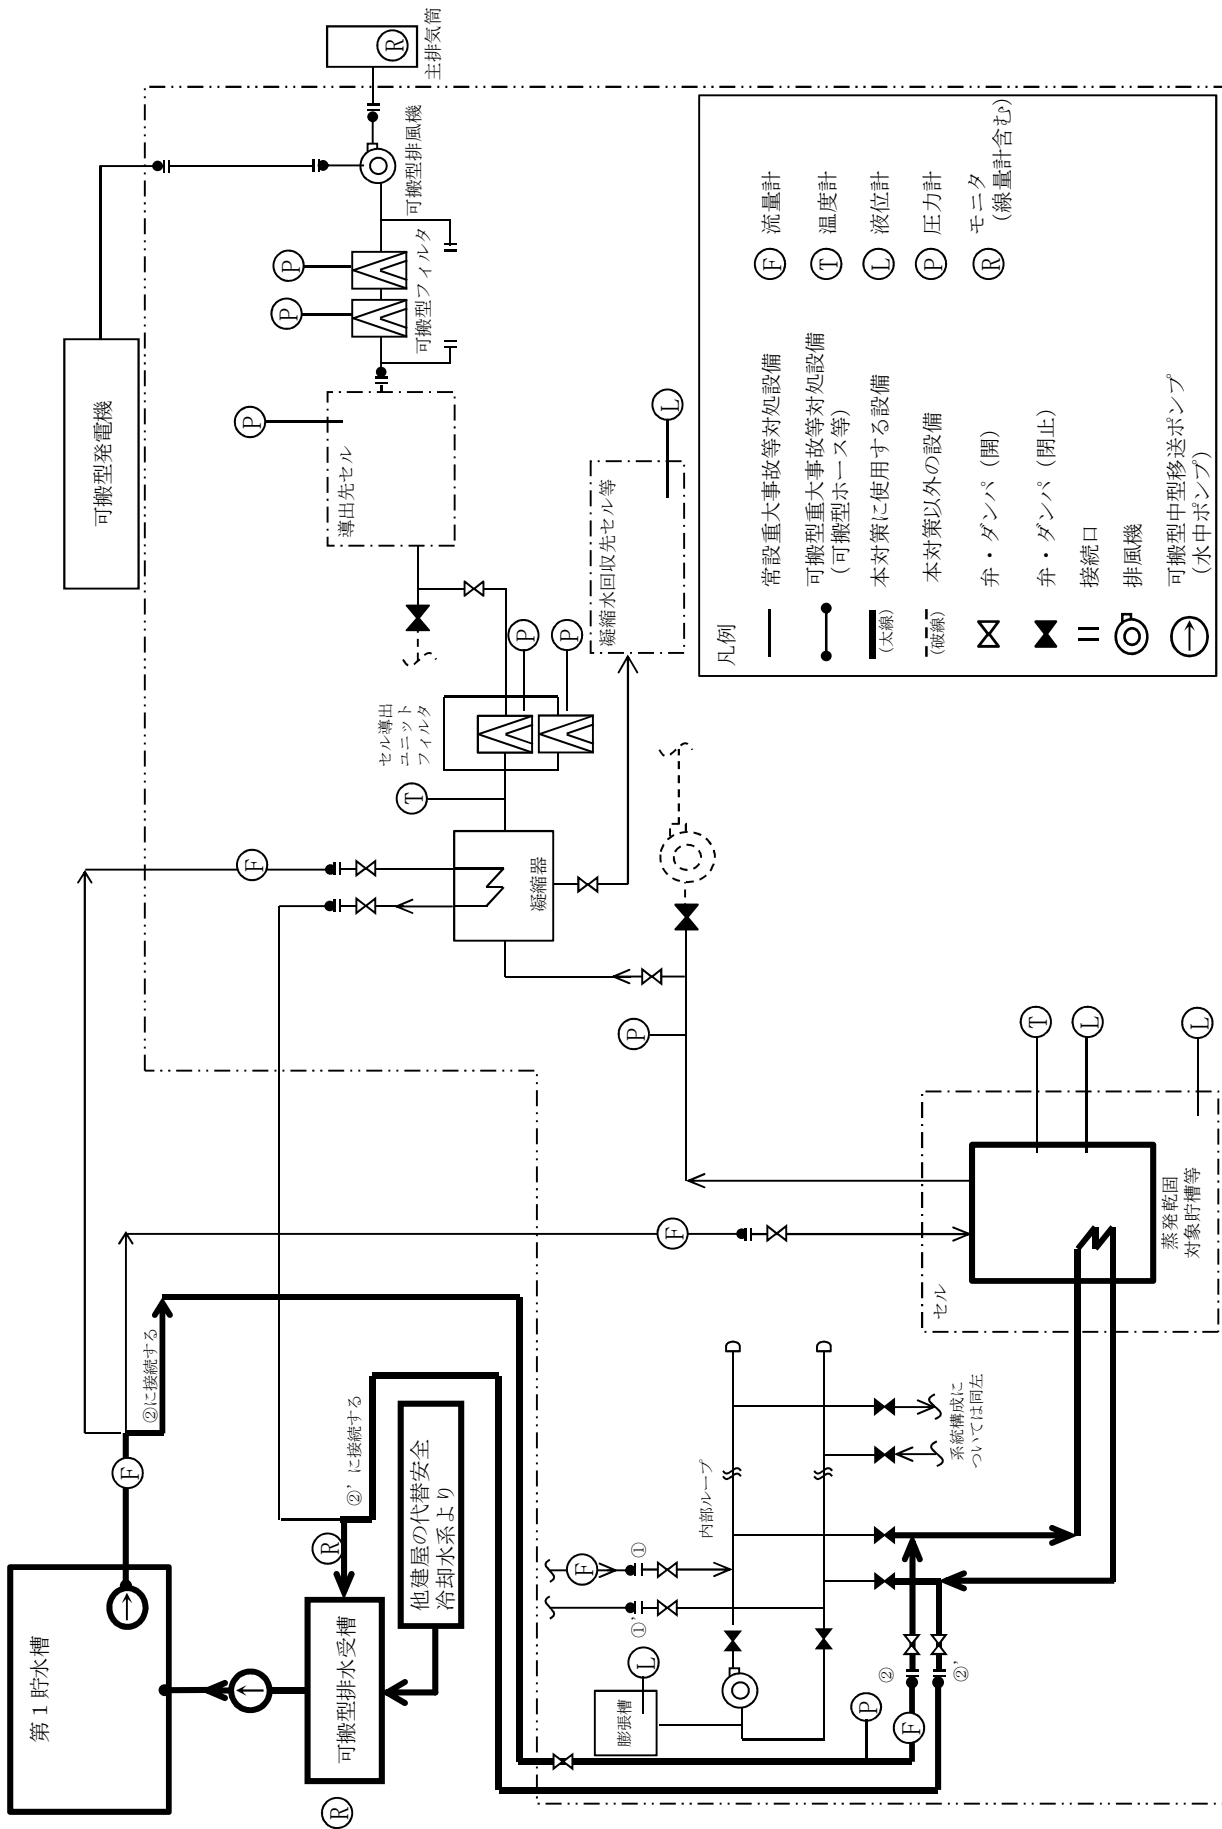 第１貯水槽
F
②に接続する
R
可搬型排水受槽
R
②’に接続する
他建屋の代替安全
冷却水系より
F
①
①’
L
膨張槽
内部ループ
系統構成に
ついては同左
P
F
②
②’
F
セル
蒸発乾固
対象貯槽等
T
L
L
P
F
凝縮器
T
セル導出
ユニット
フィルタ
P
P
凝縮水回収先セル等
L
導出先セル
P
可搬型発電機
P
P
可搬型フィルタ
可搬型排風機
R
主排気筒
凡例
常設重大事故等対処設備
可搬型重大事故等対処設備
(可搬型ホース等)
(太線)
本対策に使用する設備
(破線)
本対策以外の設備
弁・ダンパ (開)
弁・ダンパ (閉止)
接続口
排風機
可搬型中型移送ポンプ
(水中ポンプ)
F 流量計
T 温度計
L 液位計
P 圧力計
R モニタ
(線量計含む)